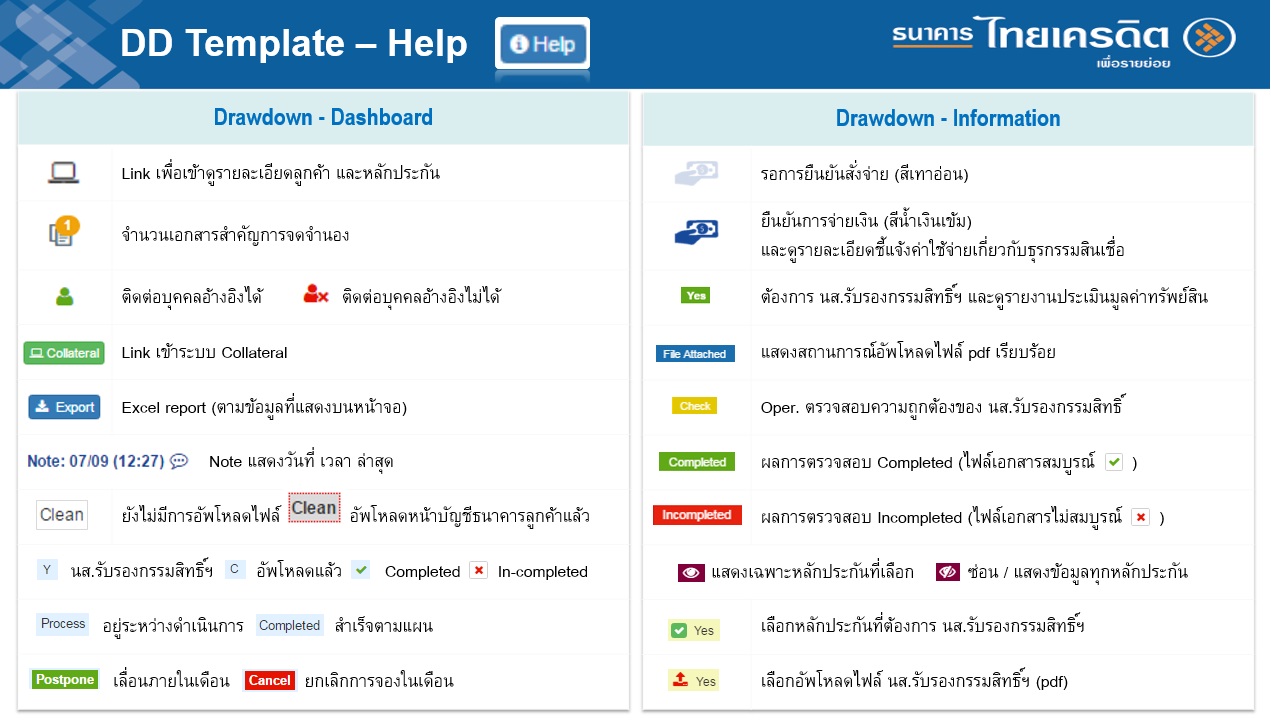 DD Template – Help
Help
ธนาคาร ไทยเครดิต
เพื่อรายย่อย
Drawdown - Dashboard
Link เพื่อเข้าดูรายละเอียดลูกค้า และหลักประกัน
1
จำนวนเอกสารสำคัญการจดจำนอง
ติดต่อบุคคลอ้างอิงได้ ติดต่อบุคคลอ้างอิงไม่ได้
Collateral Link เข้าระบบ Collateral
Export Excel report (ตามข้อมูลที่แสดงบนหน้าจอ)
Note: 07/09 (12:27) Note แสดงวันที่ เวลา ล่าสุด
Clean ยังไม่มีการอัพโหลดไฟล์ Clean อัพโหลดหน้าบัญชีธนาคารลูกค้าแล้ว
Y นส.รับรองกรรมสิทธิ์ฯ C อัพโหลดแล้ว Completed In-completed
Process อยู่ระหว่างดำเนินการ Completed สำเร็จตามแผน
Postpone เลื่อนภายในเดือน Cancel ยกเลิกการจองในเดือน
Drawdown - Information
รอการยืนยันสั่งจ่าย (สีเทาอ่อน)
ยืนยันการจ่ายเงิน (สีน้ำเงินเข้ม)
และดูรายละเอียดชี้แจ้งค่าใช้จ่ายเกี่ยวกับธุรกรรมสินเชื่อ
Yes ต้องการ นส.รับรองกรรมสิทธิ์ฯ และดูรายงานประเมินมูลค่าทรัพย์สิน
File Attached แสดงสถานการณ์อัพโหลดไฟล์ pdf เรียบร้อย
Check Oper. ตรวจสอบความถูกต้องของ นส.รับรองกรรมสิทธิ์
Completed ผลการตรวจสอบ Completed (ไฟล์เอกสารสมบูรณ์ )
Incompleted ผลการตรวจสอบ Incompleted (ไฟล์เอกสารไม่สมบูรณ์ )
แสดงเฉพาะหลักประกันที่เลือก ซ่อน / แสดงข้อมูลทุกหลักประกัน
Yes เลือกหลักประกันที่ต้องการ นส.รับรองกรรมสิทธิ์ฯ
Yes เลือกอัพโหลดไฟล์ นส.รับรองกรรมสิทธิ์ฯ (pdf)